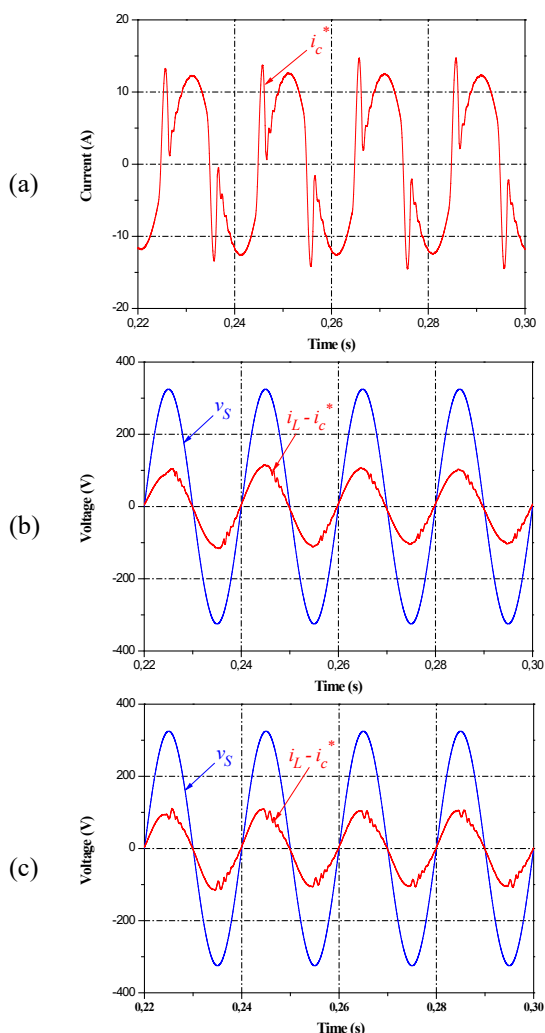 (a)
Current (A)
20
10
0
-10
-20
i_c*
0,22 0,24 0,26 0,28 0,30
Time (s)
(b)
Voltage (V)
400
200
0
-200
-400
v_S
i_L - i_c*
0,22 0,24 0,26 0,28 0,30
Time (s)
(c)
Voltage (V)
400
200
0
-200
-400
v_S
i_L - i_c*
0,22 0,24 0,26 0,28 0,30
Time (s)